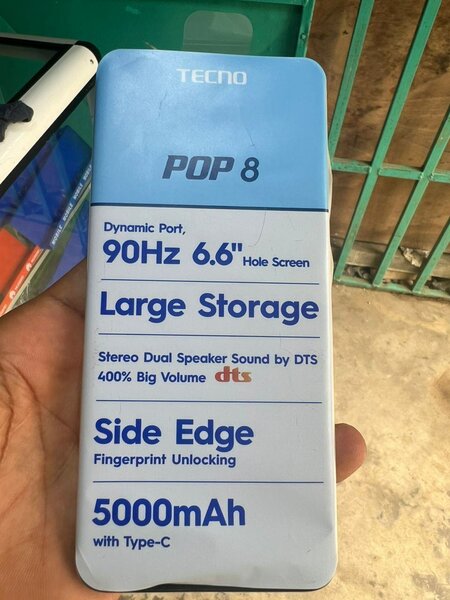 TECNO
POP 8
Dynamic Port,
90Hz 6.6" Hole Screen
Large Storage
Stereo Dual Speaker Sound by DTS
400% Big Volume dts
Side Edge
Fingerprint Unlocking
5000mAh
with Type-C